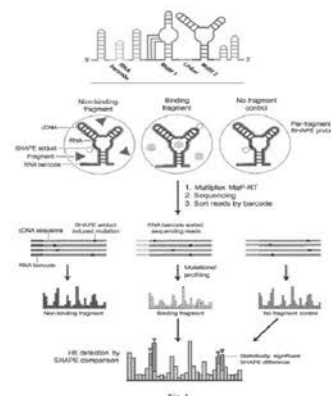 5'
RNA barcode
Motif 1
Linker
Motif 2
3'
Non-binding fragment
Binding fragment
No fragment control
cDNA
RNA
SHAPE adduct
Fragment
RNA barcode
Per-fragment
SHAPE
1. Multiplex MaP-RT
2. Sequencing
3. Sort reads by barcode
cDNA sequence
SHAPE adduct
induced mutation
RNA barcode sorted
sequencing reads
RNA barcode
Mutational
profiling
Non-binding fragment
Binding fragment
No fragment control
Hit detection by
SHAPE comparison
Statistically significant
SHAPE difference